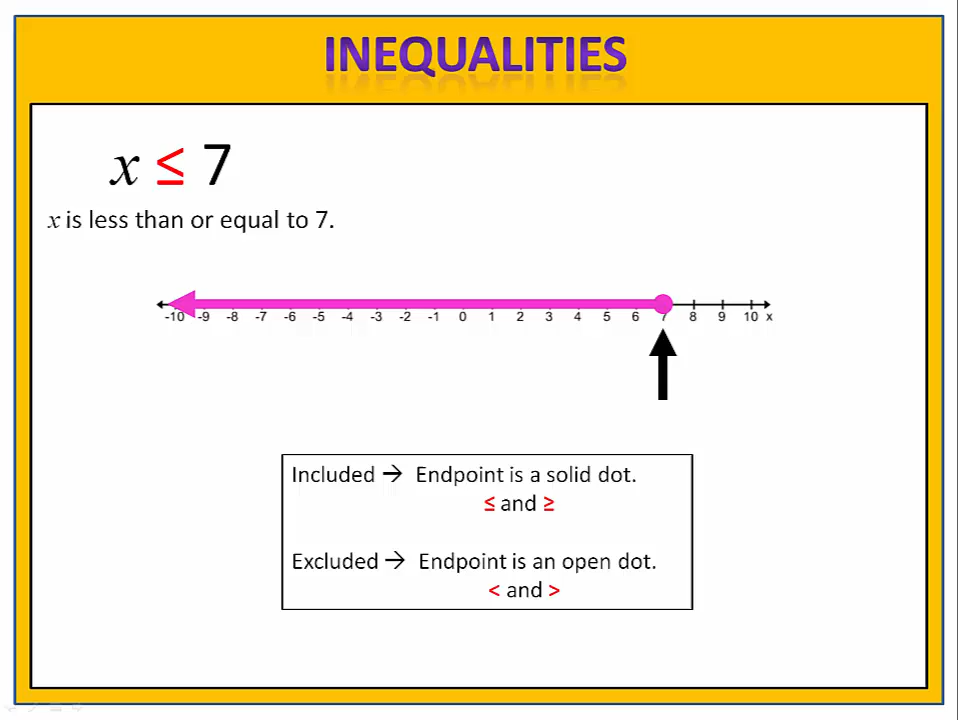 INEQUALITIES
x ≤ 7
x is less than or equal to 7.
-10 -9 -8 -7 -6 -5 -4 -3 -2 -1 0 1 2 3 4 5 6 7 8 9 10 x
Included → Endpoint is a solid dot.
≤ and ≥
Excluded → Endpoint is an open dot.
< and >